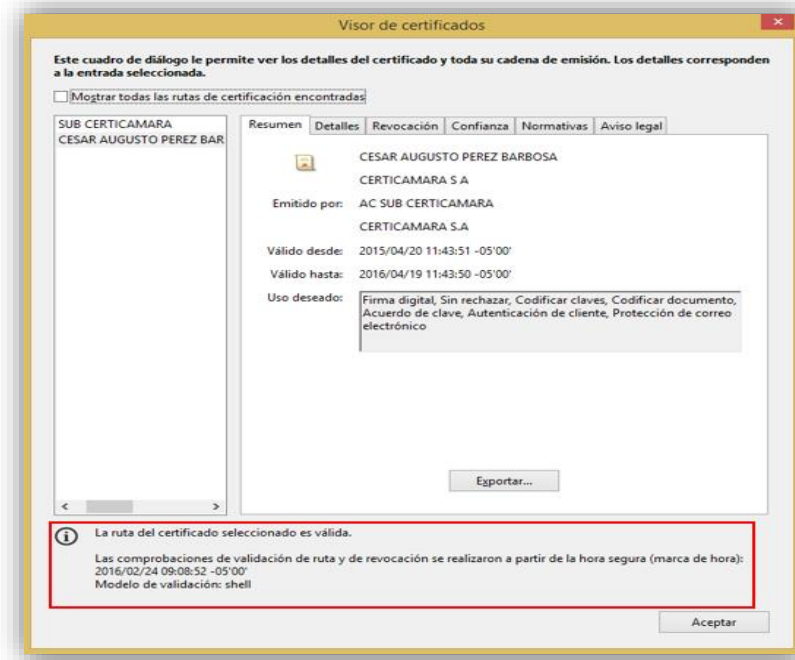 Visor de certificados
Este cuadro de diálogo le permite ver los detalles del certificado y toda su cadena de emisión. Los detalles corresponden
a la entrada seleccionada.
Mostrar todas las rutas de certificación encontradas
SUB CERTICAMARA
CESAR AUGUSTO PEREZ BAR
Resumen Detalles Revocación Confianza Normativas Aviso legal
CESAR AUGUSTO PEREZ BARBOSA
CERTICAMARA S A
Emitido por: AC SUB CERTICAMARA
CERTICAMARA S.A
Válido desde: 2015/04/20 11:43:51 -05'00'
Válido hasta: 2016/04/19 11:43:50 -05'00'
Uso deseado: Firma digital, Sin rechazar, Codificar claves, Codificar documento,
Acuerdo de clave, Autenticación de cliente, Protección de correo
electrónico
Exportar...
La ruta del certificado seleccionado es válida.
Las comprobaciones de validación de ruta y de revocación se realizaron a partir de la hora segura (marca de hora):
2016/02/24 09:08:52 -05'00'
Modelo de validación: shell
Aceptar